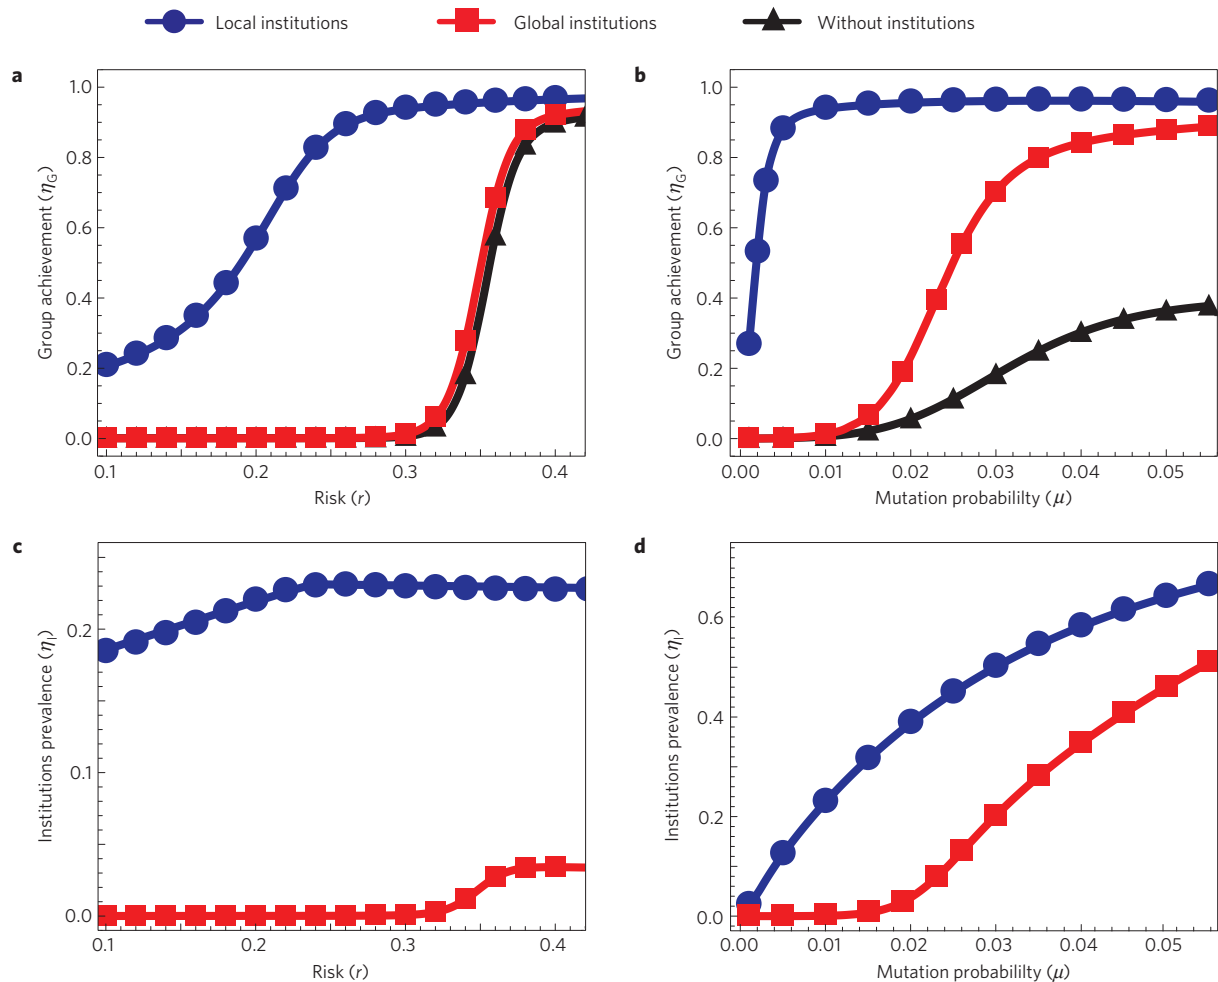 Local institutions
Global institutions
Without institutions
a
1.0
0.8
0.6
0.4
0.2
0.0
Group achievement (ηG)
0.1
0.2
0.3
0.4
Risk (r)
b
1.0
0.8
0.6
0.4
0.2
0.0
Group achievement (ηG)
0.00
0.01
0.02
0.03
0.04
0.05
Mutation probabililty (μ)
c
0.2
0.1
0.0
Institutions prevalence (ηI)
0.1
0.2
0.3
0.4
Risk (r)
d
0.6
0.4
0.2
0.0
Institutions prevalence (ηI)
0.00
0.01
0.02
0.03
0.04
0.05
Mutation probabililty (μ)